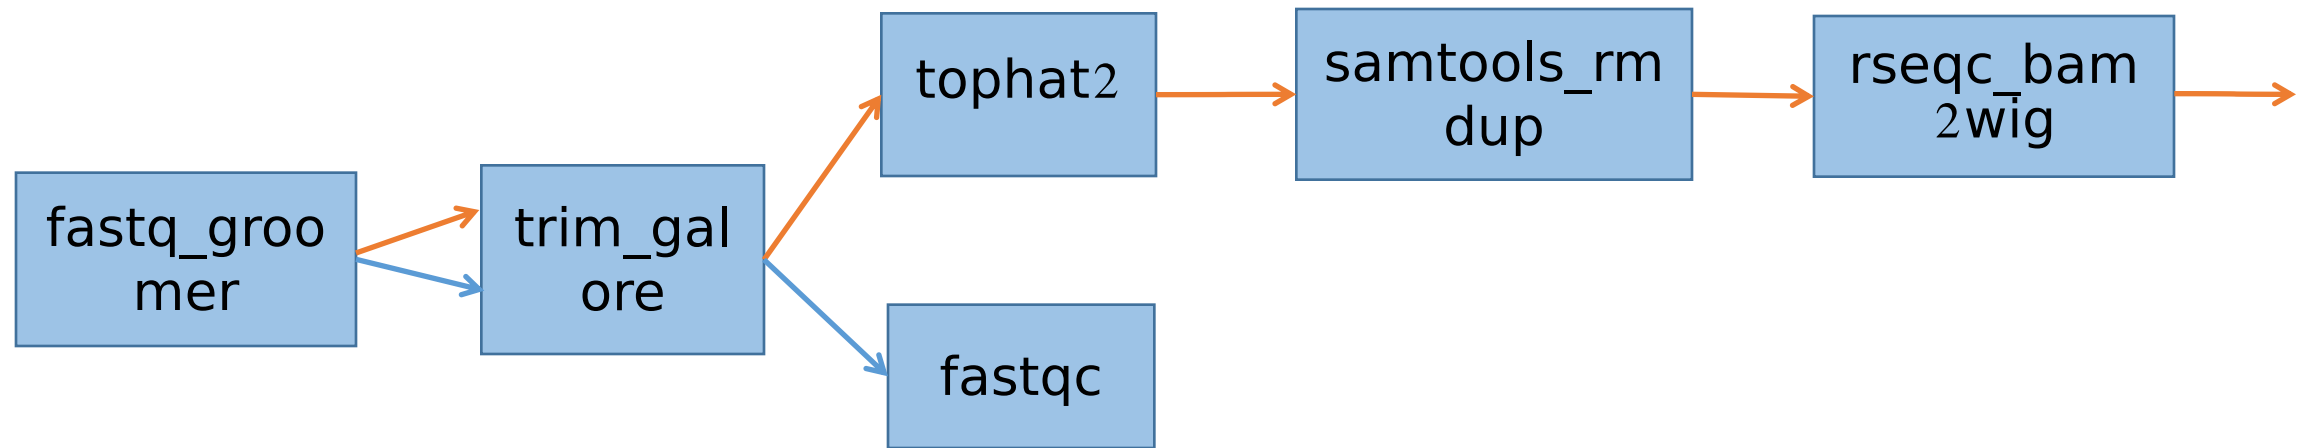 fastq_groo
mer
trim_gal
ore
tophat2
fastqc
samtools_rm
dup
rseqc_bam
2wig